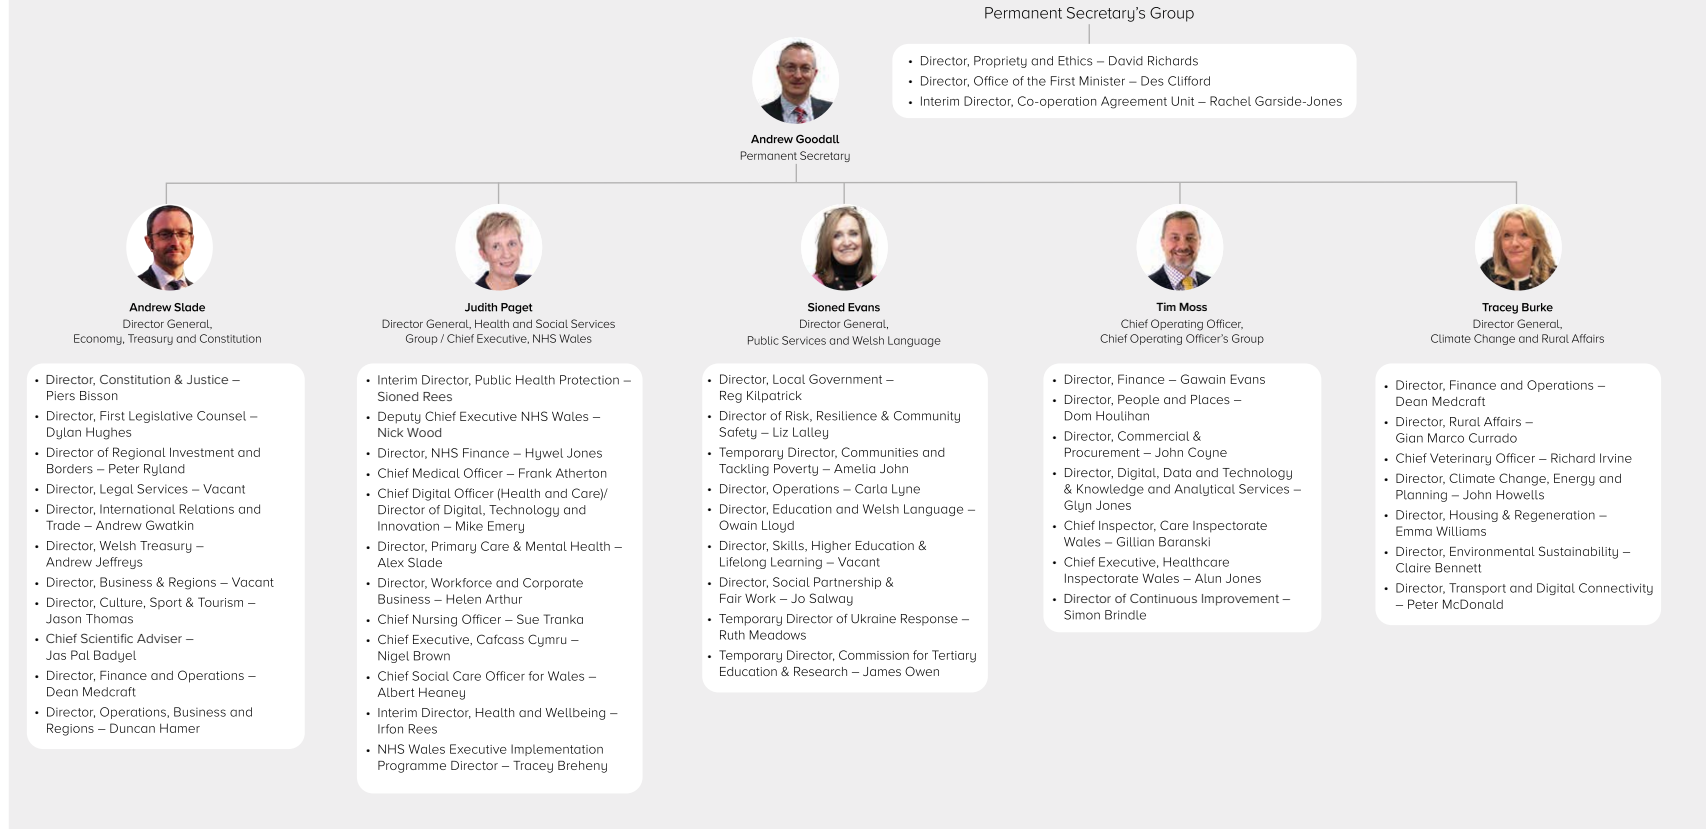 Permanent Secretary's Group
• Director, Propriety and Ethics – David Richards
• Director, Office of the First Minister – Des Clifford
• Interim Director, Co-operation Agreement Unit – Rachel Garside-Jones
Andrew Goodall
Permanent Secretary
Andrew Slade
Director General,
Economy, Treasury and Constitution
• Director, Constitution & Justice –
Piers Bisson
• Director, First Legislative Counsel –
Dylan Hughes
• Director of Regional Investment and
Borders – Peter Ryland
• Director, Legal Services – Vacant
• Director, International Relations and
Trade – Andrew Gwatkin
• Director, Welsh Treasury –
Andrew Jeffreys
• Director, Business & Regions – Vacant
• Director, Culture, Sport & Tourism –
Jason Thomas
• Chief Scientific Adviser –
Jas Pal Badyel
• Director, Finance and Operations –
Dean Medcraft
• Director, Operations, Business and
Regions – Duncan Hamer
Judith Paget
Director General, Health and Social Services
Group / Chief Executive, NHS Wales
• Interim Director, Public Health Protection –
Sioned Rees
• Deputy Chief Executive NHS Wales –
Nick Wood
• Director, NHS Finance – Hywel Jones
• Chief Medical Officer – Frank Atherton
• Chief Digital Officer (Health and Care)/
Director of Digital, Technology and
Innovation – Mike Emery
• Director, Primary Care & Mental Health –
Alex Slade
• Director, Workforce and Corporate
Business – Helen Arthur
• Chief Nursing Officer – Sue Tranka
• Chief Executive, Cafcass Cymru –
Nigel Brown
• Chief Social Care Officer for Wales –
Albert Heaney
• Interim Director, Health and Wellbeing –
Irfon Rees
• NHS Wales Executive Implementation
Programme Director – Tracey Breheny
Sioned Evans
Director General,
Public Services and Welsh Language
• Director, Local Government –
Reg Kilpatrick
• Director of Risk, Resilience & Community
Safety – Liz Lalley
• Temporary Director, Communities and
Tackling Poverty – Amelia John
• Director, Operations – Carla Lyne
• Director, Education and Welsh Language –
Owain Lloyd
• Director, Skills, Higher Education &
Lifelong Learning – Vacant
• Director, Social Partnership &
Fair Work – Jo Salway
• Temporary Director of Ukraine Response –
Ruth Meadows
• Temporary Director, Commission for Tertiary
Education & Research – James Owen
Tim Moss
Chief Operating Officer,
Chief Operating Officer's Group
• Director, Finance – Gawain Evans
• Director, People and Places –
Dom Houlihan
• Director, Commercial &
Procurement – John Coyne
• Director, Digital, Data and Technology
& Knowledge and Analytical Services –
Glyn Jones
• Chief Inspector, Care Inspectorate
Wales – Gillian Baranski
• Chief Executive, Healthcare
Inspectorate Wales – Alun Jones
• Director of Continuous Improvement –
Simon Brindle
Tracey Burke
Director General,
Climate Change and Rural Affairs
• Director, Finance and Operations –
Dean Medcraft
• Director, Rural Affairs –
Gian Marco Currado
• Chief Veterinary Officer – Richard Irvine
• Director, Climate Change, Energy and
Planning – John Howells
• Director, Housing & Regeneration –
Emma Williams
• Director, Environmental Sustainability –
Claire Bennett
• Director, Transport and Digital Connectivity
– Peter McDonald